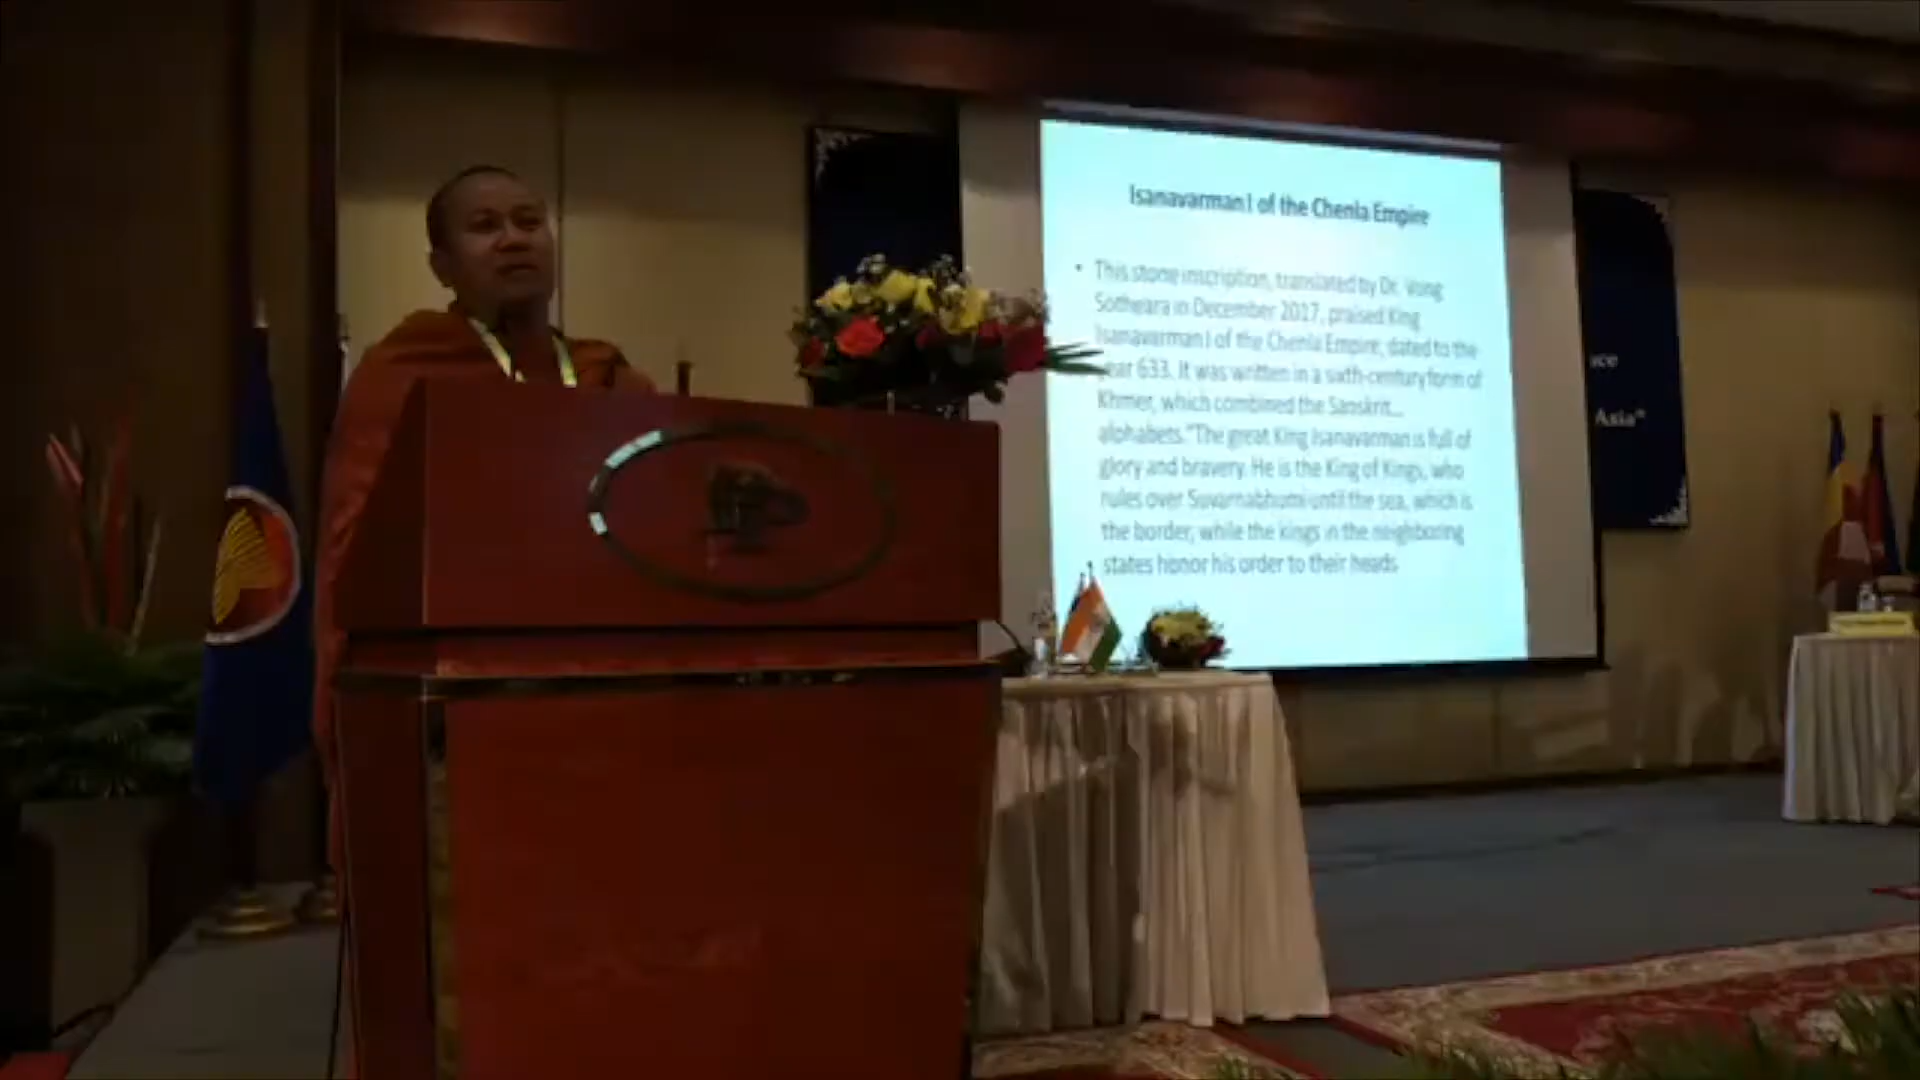 Isanavarman I of the Chenla Empire
• This stone inscription, translated by Dr. Vong
Sotheara in December 2017, praised King
Isanavarman I of the Chenla Empire, dated to the
year 633. It was written in a sixth-century form of
Khmer, which combined the Sanskrit...
alphabets."The great King Isanavarman is full of
glory and bravery. He is the King of Kings, who
rules over Suvarnabhumi until the sea, which is
the border, while the kings in the neighboring
states honor his order to their heads
Asia"